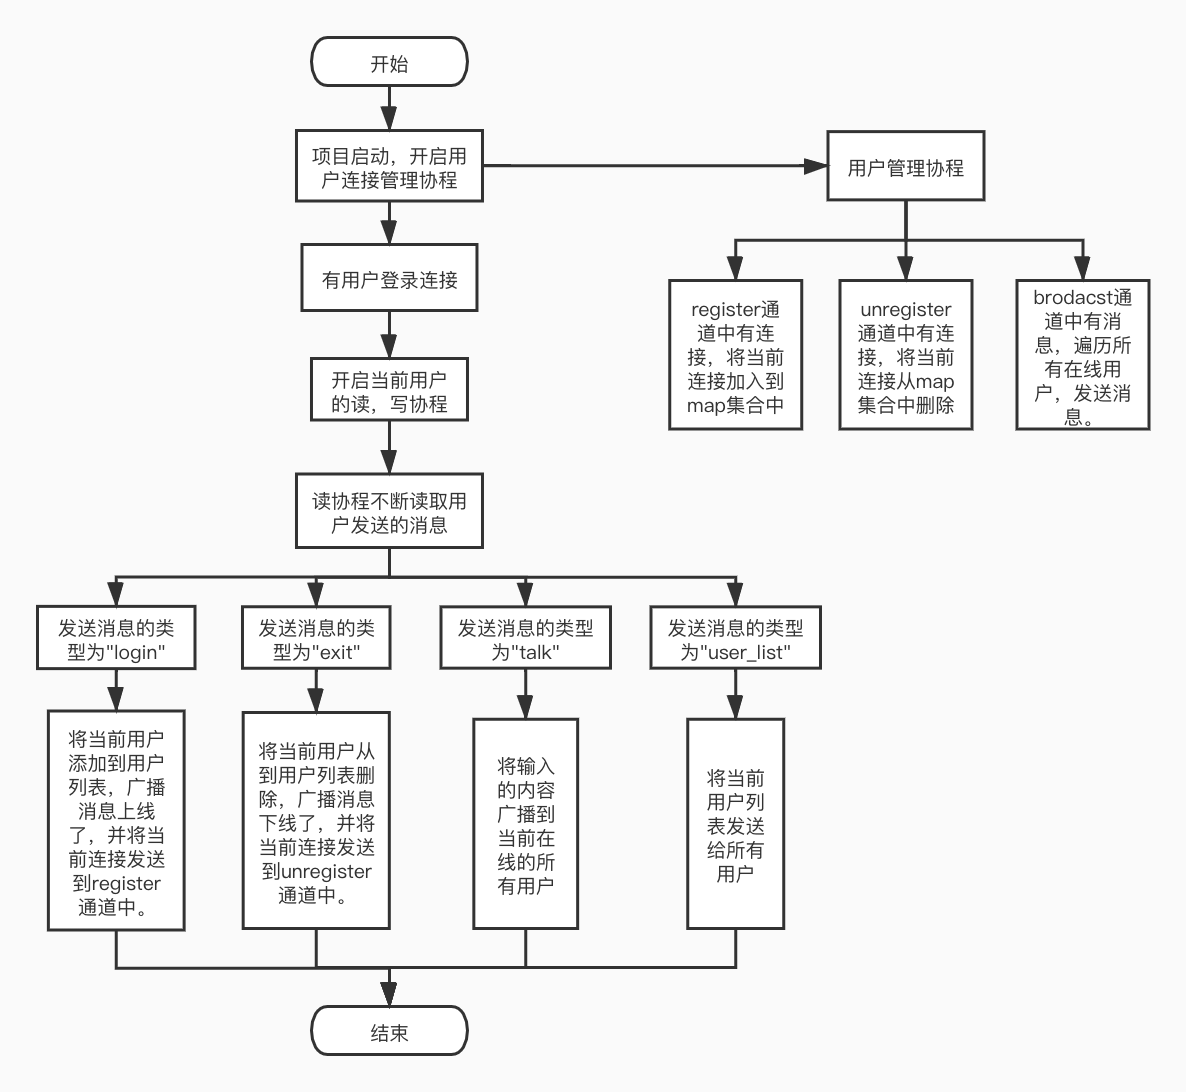 开始
项目启动，开启用
户连接管理协程
用户管理协程
有用户登录连接
register通
道中有连
接，将当前
连接加入到
map集合中
unregister
通道中有连
接，将当前
连接从map
集合中删除
brodacst通
道中有消
息，遍历所
有在线用
户，发送消
息。
开启当前用户
的读，写协程
读协程不断读取用
户发送的消息
发送消息的类
型为"login"
发送消息的类
型为"exit"
发送消息的类型
为"talk"
发送消息的类型
为"user_list"
将当前用户
添加到用户
列表，广播
消息上线
了，并将当
前连接发送
到register
通道中。
将当前用户从
到用户列表删
除，广播消息
下线了，并将
当前连接发送
到unregister
通道中。
将输入
的内容
广播到
当前在
线的所
有用户
将当前
用户列
表发送
给所有
用户
结束